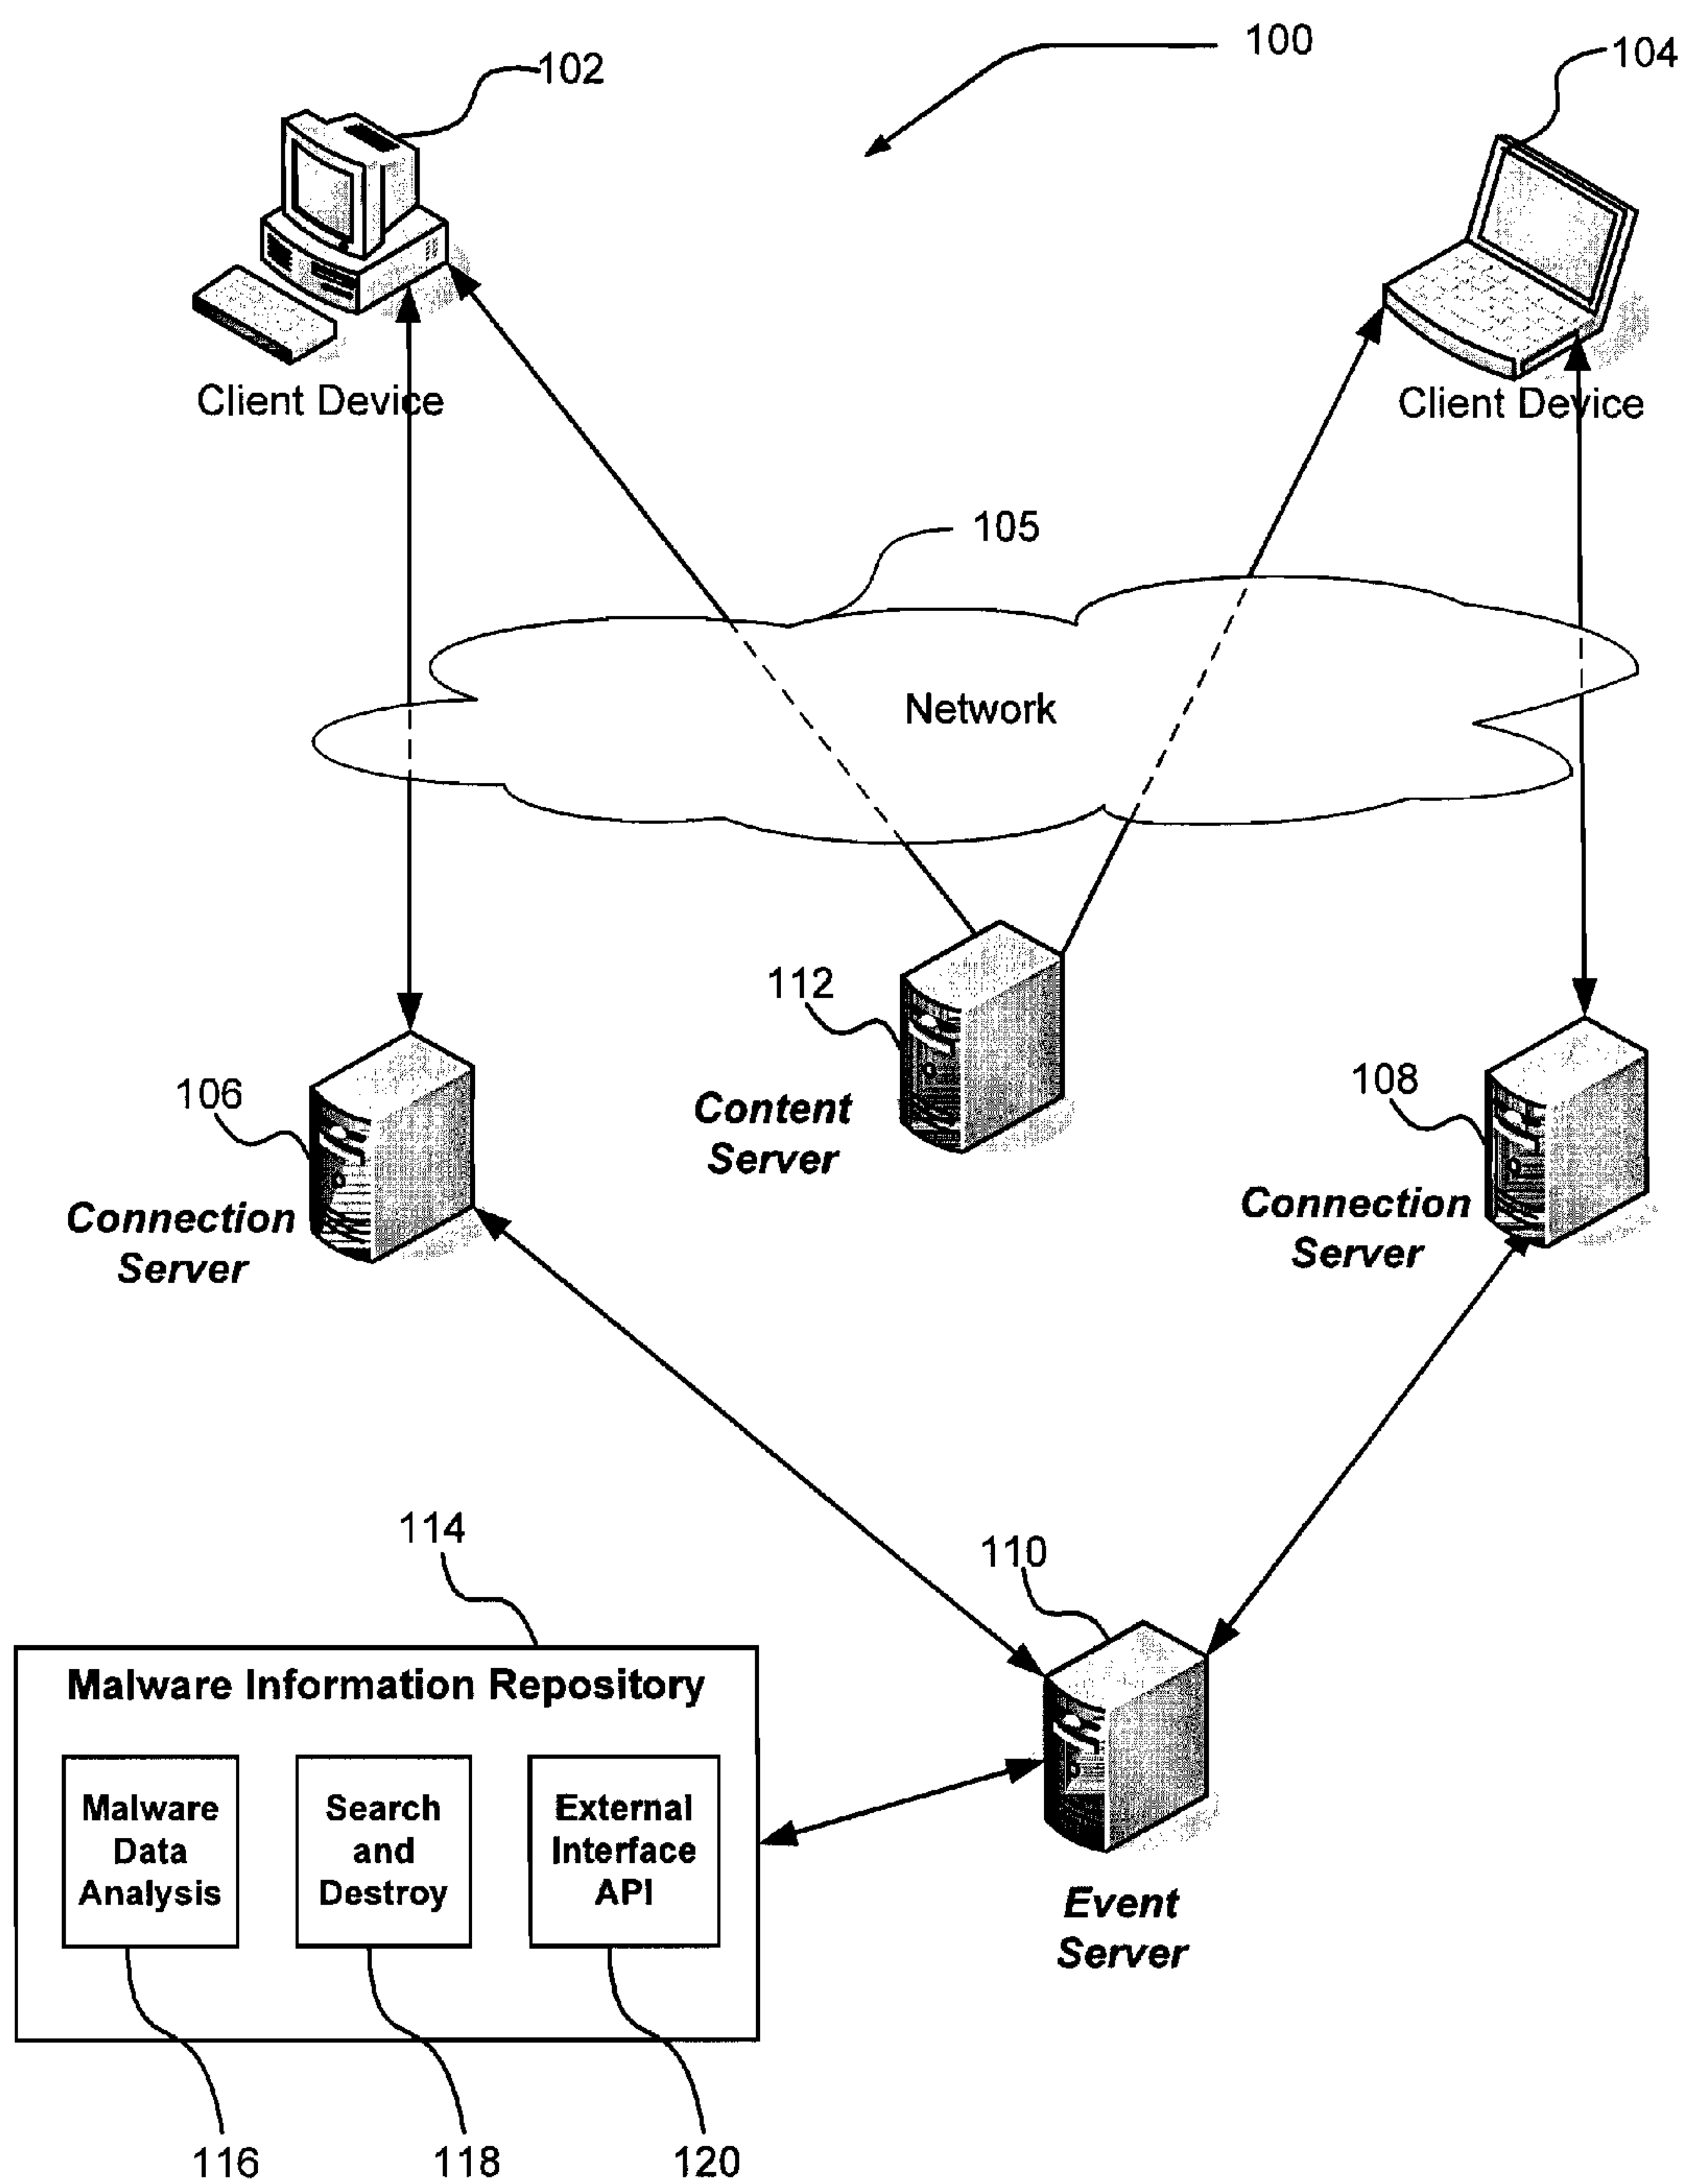 100
102
104
Client Device
Client Device
105
Network
112
Content
Server
106
Connection
Server
108
Connection
Server
114
110
Malware Information Repository
Malware
Data
Analysis
Search
and
Destroy
External
Interface
API
Event
Server
116
118
120